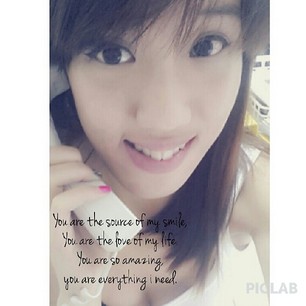 You are the source of my smile,
You are the love of my life.
You are so amazing,
you are everything i need.
PICLAB